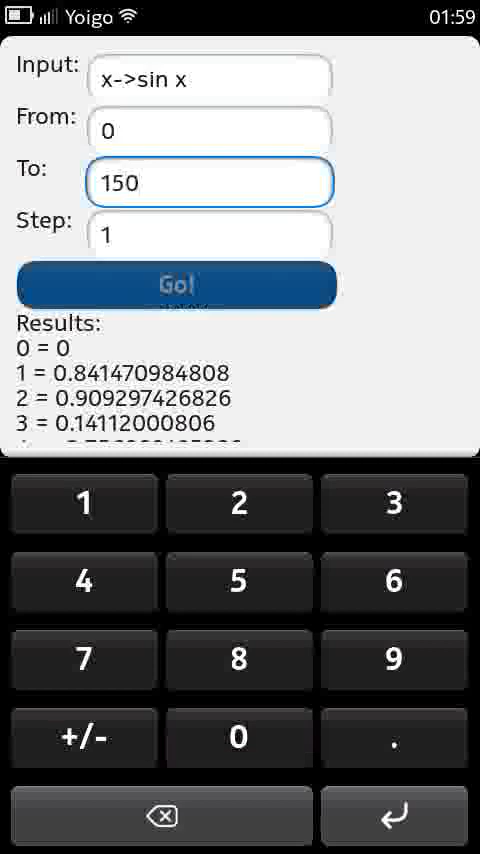 Yoigo 01:59
Input: x->sin x
From: 0
To: 150
Step: 1
Go!
Results:
0 = 0
1 = 0.841470984808
2 = 0.909297426826
3 = 0.14112000806
1 2 3
4 5 6
7 8 9
+/- 0 .